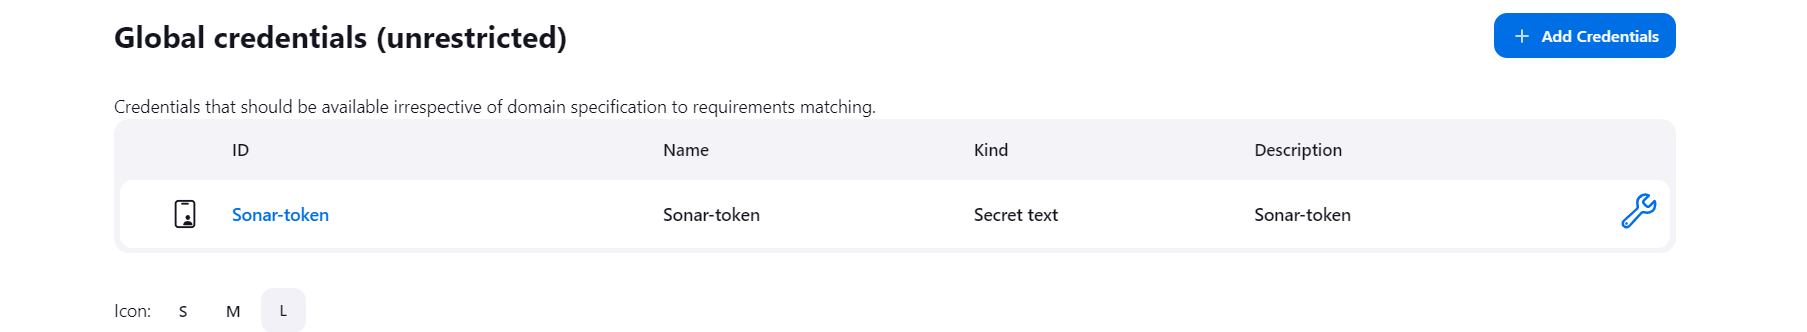 Global credentials (unrestricted)
+ Add Credentials
Credentials that should be available irrespective of domain specification to requirements matching.
ID Name Kind Description
Sonar-token Sonar-token Secret text Sonar-token
Icon: S M L